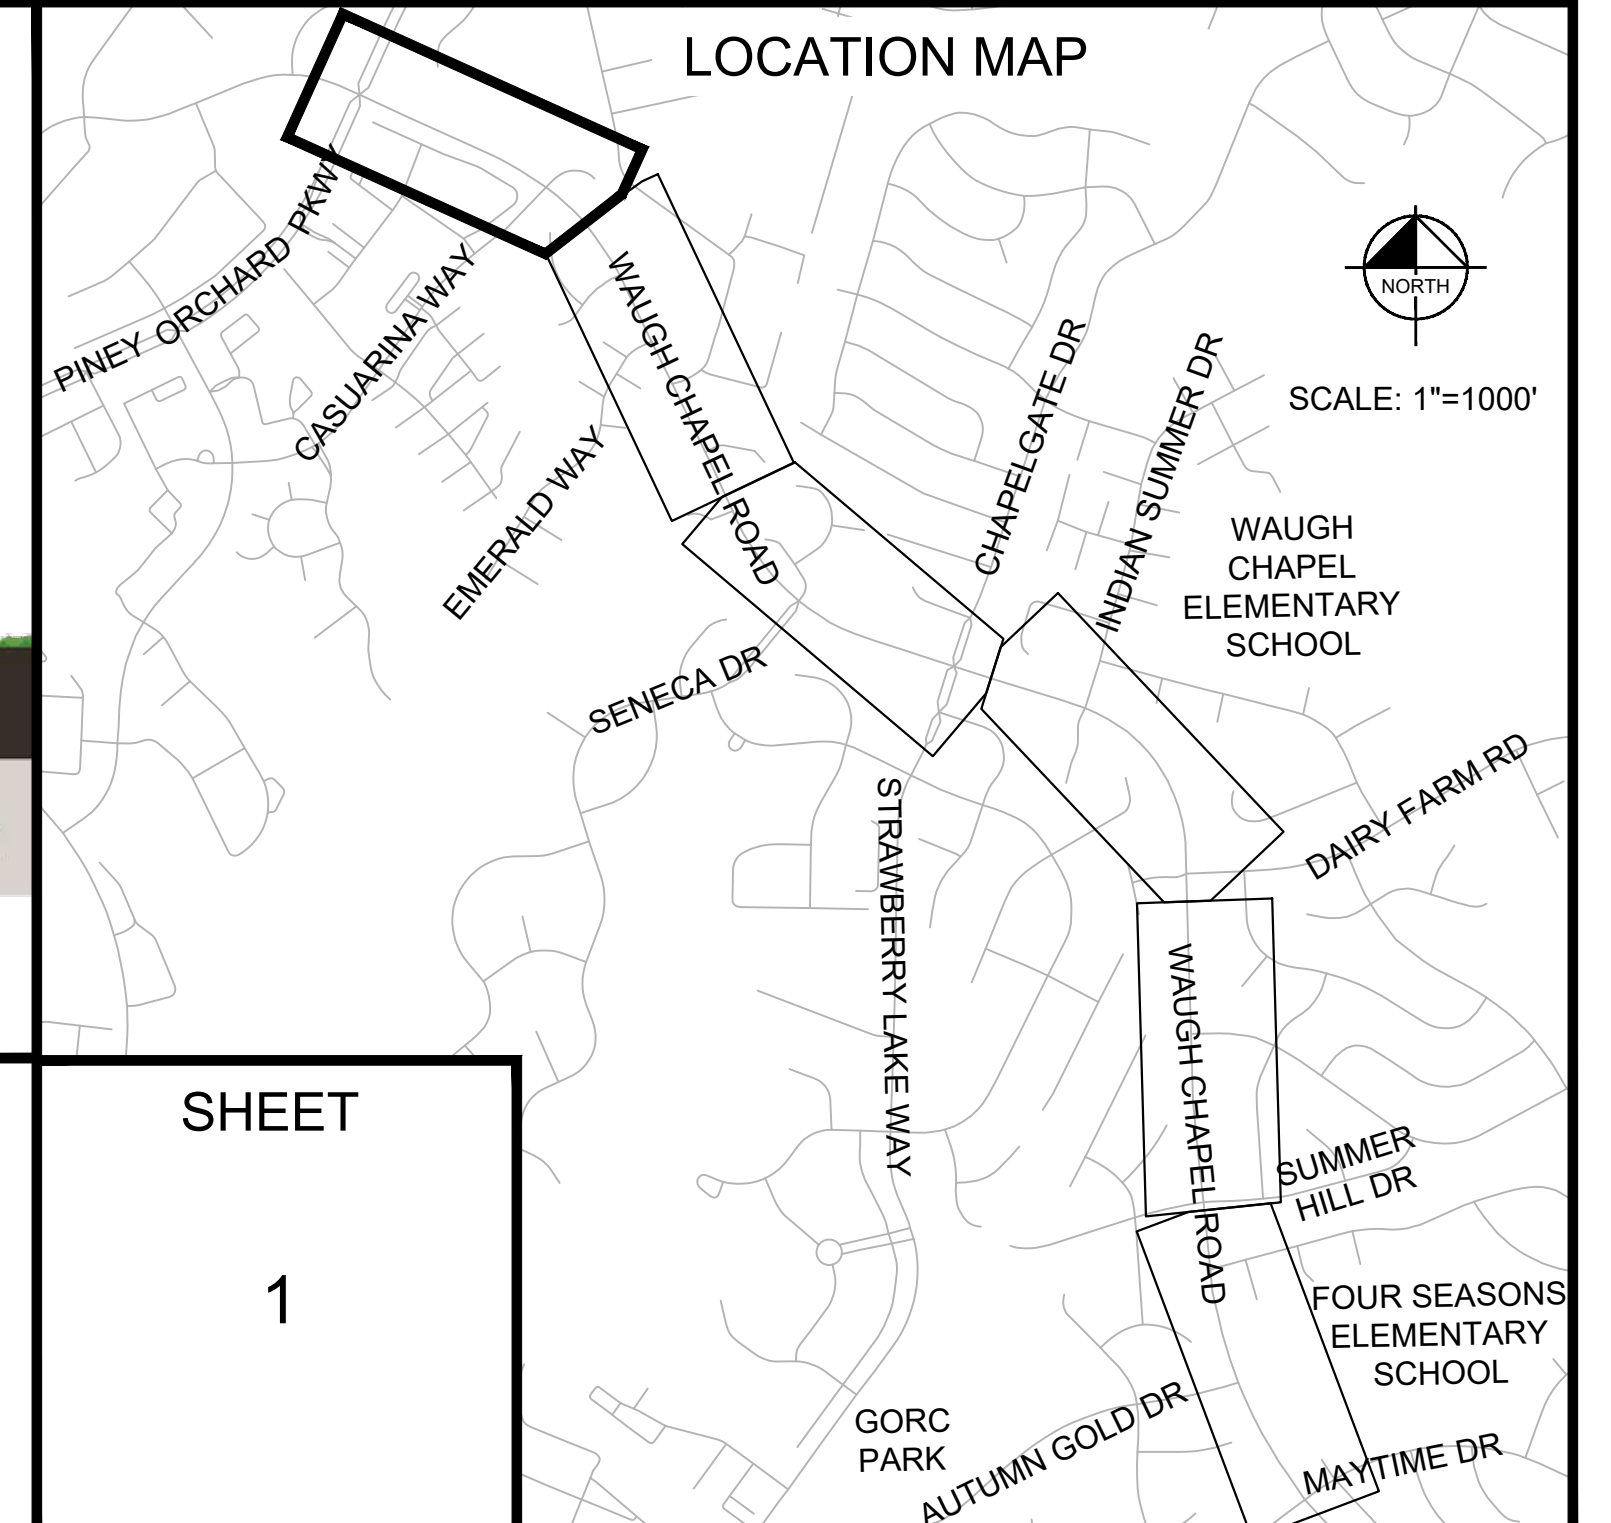 LOCATION MAP
PINEY ORCHARD PKWY
CASUARINA WAY
EMERALD WAY
WAUGH CHAPEL ROAD
SENECA DR
CHAPELGATE DR
INDIAN SUMMER DR
NORTH
SCALE: 1"=1000'
WAUGH
CHAPEL
ELEMENTARY
SCHOOL
DAIRY FARM RD
STRAWBERRY LAKE WAY
WAUGH CHAPEL ROAD
SUMMER
HILL DR
FOUR SEASONS
ELEMENTARY
SCHOOL
GORC
PARK
AUTUMN GOLD DR
MAYTIME DR
SHEET
1